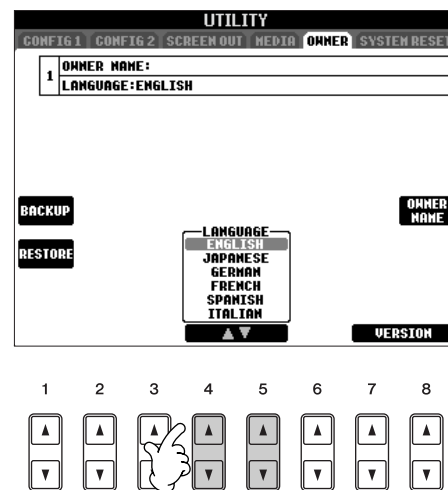 UTILITY
CONFIG 1 CONFIG 2 SCREEN OUT MEDIA OWNER SYSTEM RESET
1 OWNER NAME:
LANGUAGE:ENGLISH
BACKUP
OWNER NAME
RESTORE
LANGUAGE
ENGLISH
JAPANESE
GERMAN
FRENCH
SPANISH
ITALIAN
▲ ▼
VERSION
1 2 3 4 5 6 7 8